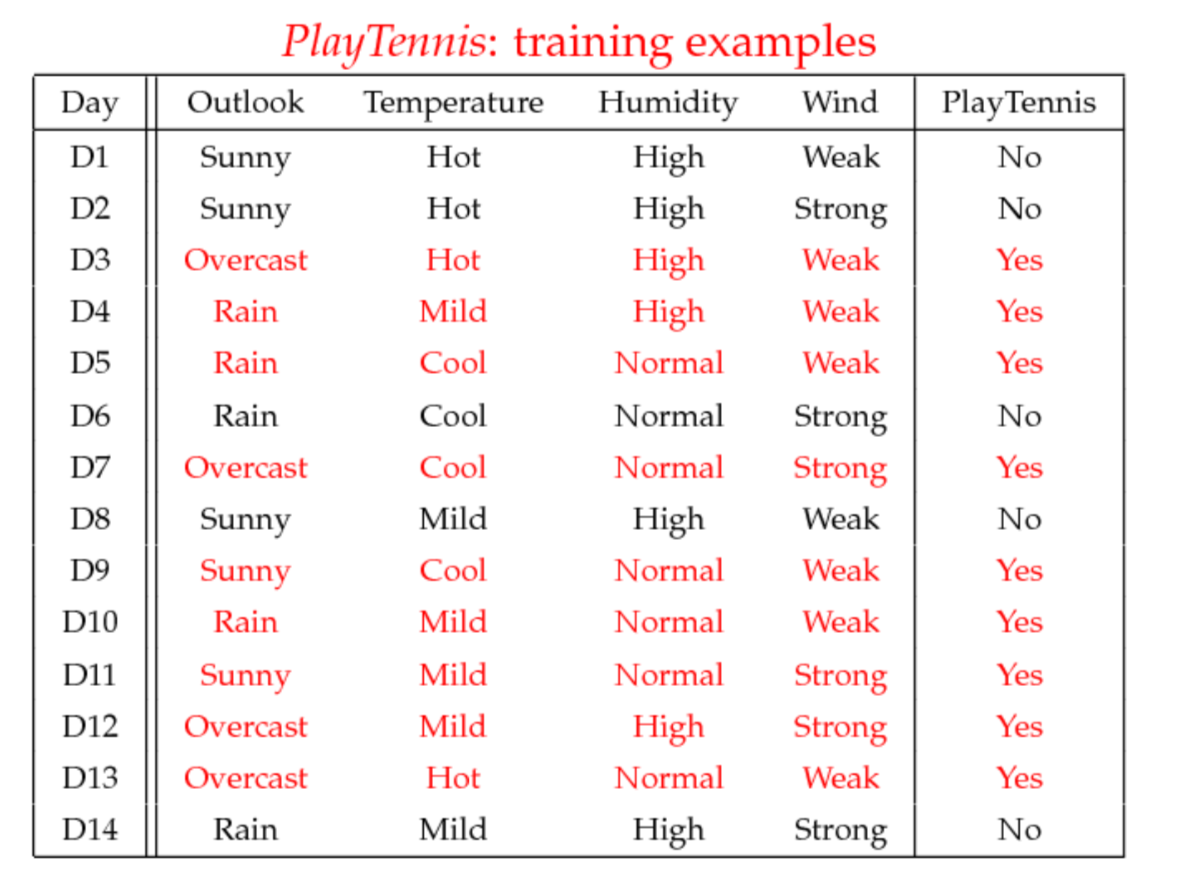 PlayTennis: training examples
Day Outlook Temperature Humidity Wind PlayTennis
D1 Sunny Hot High Weak No
D2 Sunny Hot High Strong No
D3 Overcast Hot High Weak Yes
D4 Rain Mild High Weak Yes
D5 Rain Cool Normal Weak Yes
D6 Rain Cool Normal Strong No
D7 Overcast Cool Normal Strong Yes
D8 Sunny Mild High Weak No
D9 Sunny Cool Normal Weak Yes
D10 Rain Mild Normal Weak Yes
D11 Sunny Mild Normal Strong Yes
D12 Overcast Mild High Strong Yes
D13 Overcast Hot Normal Weak Yes
D14 Rain Mild High Strong No